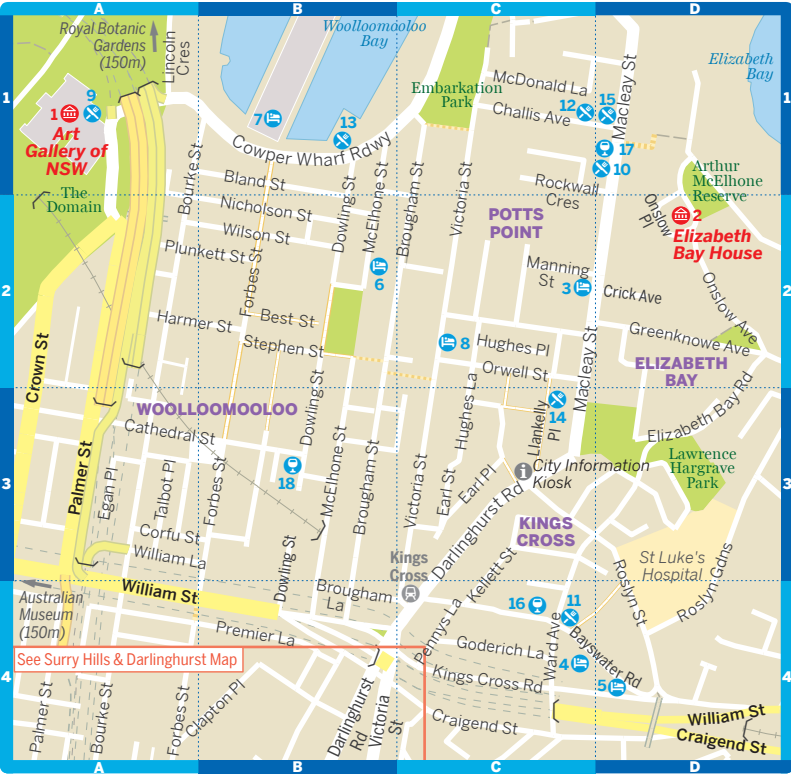 A
B
C
D
Royal Botanic
Gardens
(150m)
Lincoln
Cres
Woolloomooloo
Bay
Elizabeth
Bay
Embarkation
Park
McDonald La
Challis Ave
Macleay St
1
1
1
9
Art
Gallery of
NSW
7
13
12
15
17
10
Cowper Wharf Rdwy
The
Domain
Bourke St
Bland St
Nicholson St
Wilson St
Plunkett St
Forbes St
Dowling St
McElhone St
Brougham St
Victoria St
Rockwall
Cres
POTTS
POINT
Arthur
McElhone
Reserve
Onslow
Pl
2
Elizabeth
Bay House
2
2
6
Manning
St
3
Crick Ave
Onslow Ave
Harmer St
Best St
Stephen St
8
Hughes Pl
Orwell St
Macleay St
Greenknowe Ave
ELIZABETH
BAY
Crown St
WOOLLOOMOOLOO
Cathedral St
Dowling St
Hughes La
Llankelly
Pl
14
Elizabeth Bay Rd
Lawrence
Hargrave
Park
3
3
Palmer St
Egan Pl
Talbot Pl
Forbes St
18
McElhone St
Brougham St
Victoria St
Earl St
Earl Pl
City Information
Kiosk
Darlinghurst Rd
KINGS
CROSS
Corfu St
William La
Kings
Cross
Kellett St
St Luke's
Hospital
Roslyn St
Roslyn Gdns
Australian
Museum
(150m)
William St
Dowling St
Brougham
La
Premier La
Pennys La
16
11
Goderich La
Ward Ave
Bayswater Rd
4
5
See Surry Hills & Darlinghurst Map
Kings Cross Rd
4
4
Palmer St
Bourke St
Forbes St
Clapton Pl
Darlinghurst
Rd
Victoria
St
Craigend St
William St
Craigend St
A
B
C
D